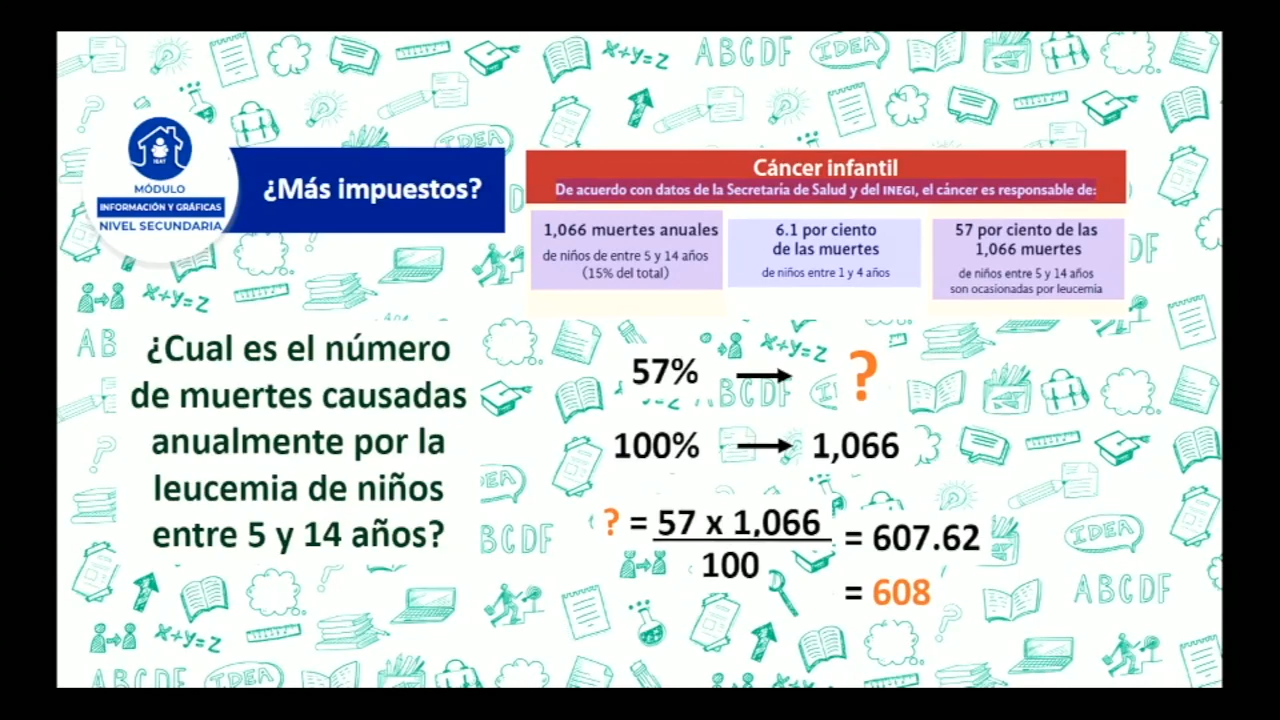 ISAT
MÓDULO
INFORMACIÓN Y GRÁFICAS
NIVEL SECUNDARIA
¿Más impuestos?
Cáncer infantil
De acuerdo con datos de la Secretaría de Salud y del INEGI, el cáncer es responsable de:
1,066 muertes anuales
de niños de entre 5 y 14 años
(15% del total)
6.1 por ciento
de las muertes
de niños entre 1 y 4 años
57 por ciento de las
1,066 muertes
de niños entre 5 y 14 años
son ocasionadas por leucemia
¿Cual es el número
de muertes causadas
anualmente por la
leucemia de niños
entre 5 y 14 años?
57% → ?
100% → 1,066
? = 57 x 1,066 = 607.62
100
= 608